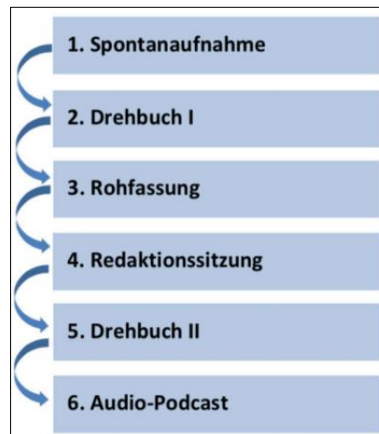 1. Spontanaufnahme
2. Drehbuch I
3. Rohfassung
4. Redaktionssitzung
5. Drehbuch II
6. Audio-Podcast